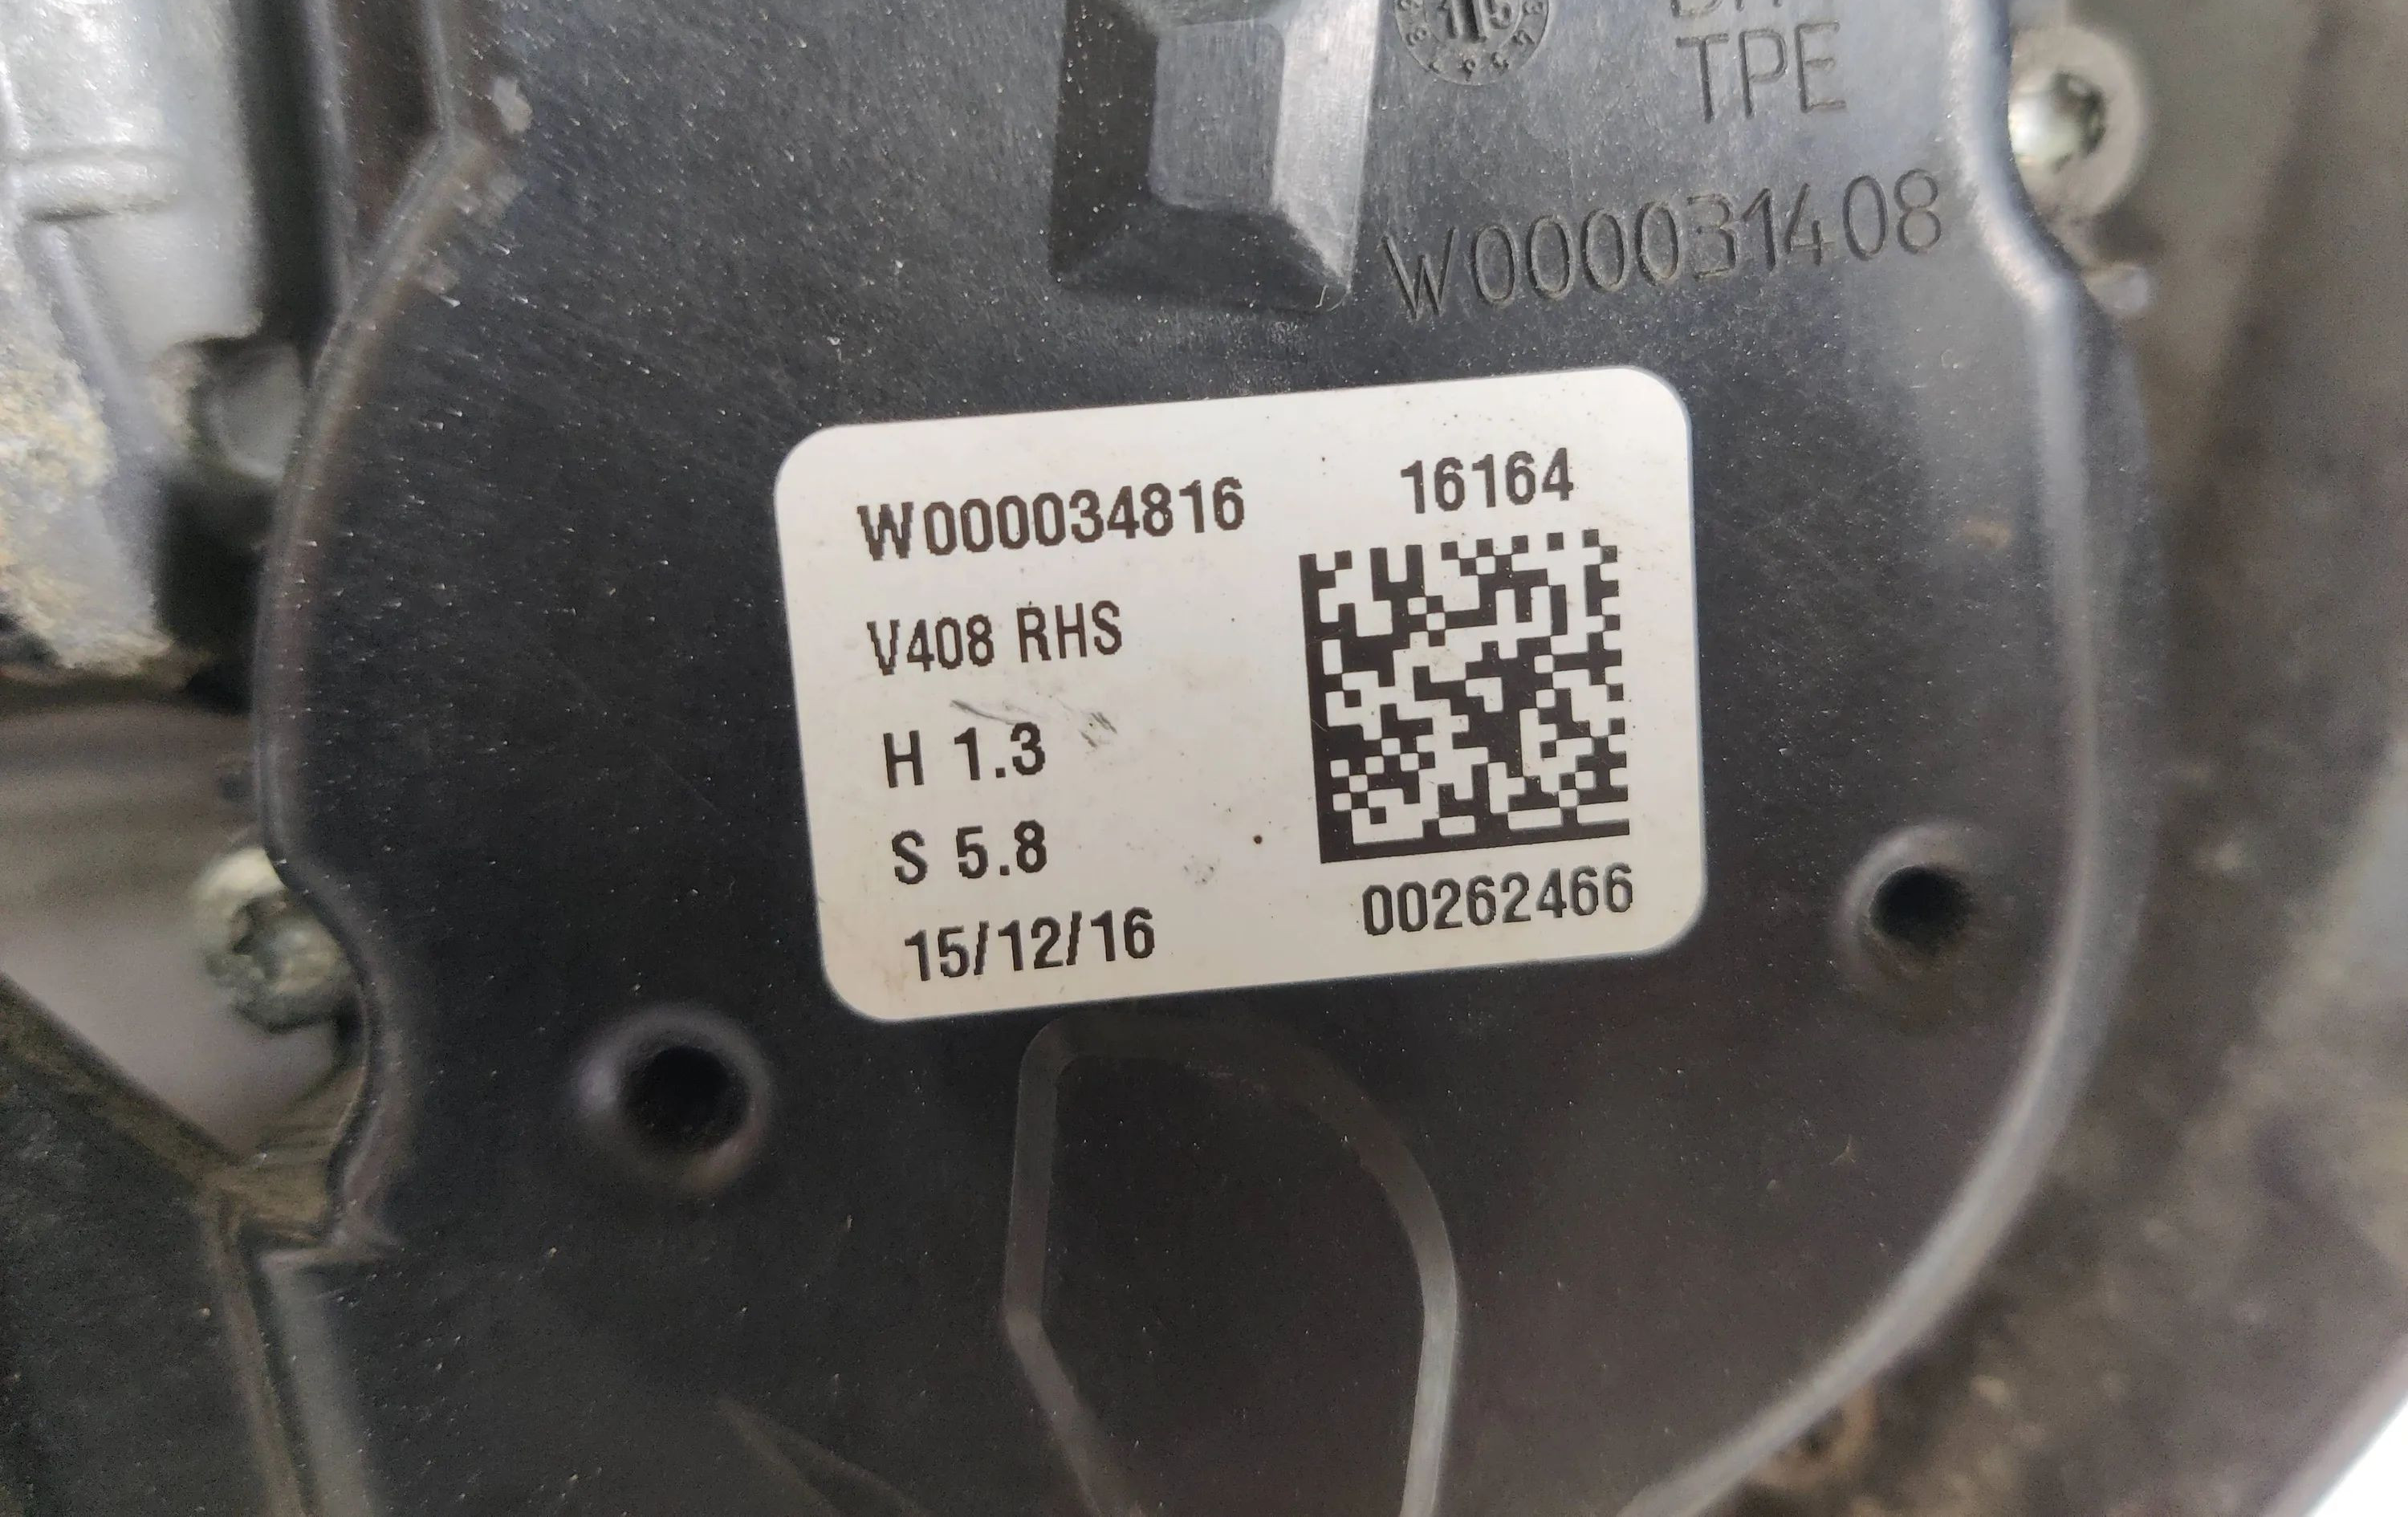 TPE
W000031408
W000034816
16164
V408 RHS
H 1.3
S 5.8
15/12/16
00262466